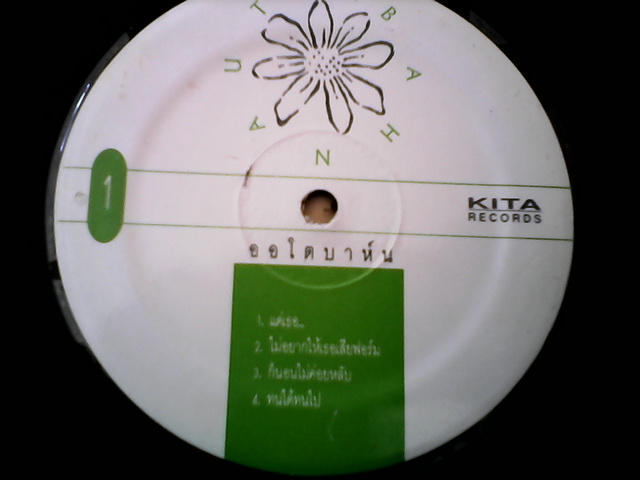 AUTOBAHN
1
KITA
RECORDS
ออโตบาห์น
1. แค่เธอ...
2. ไม่อยากให้เธอเสียฟอร์ม
3. ก็นอนไม่ค่อยหลับ
4. ทนได้ทนไป